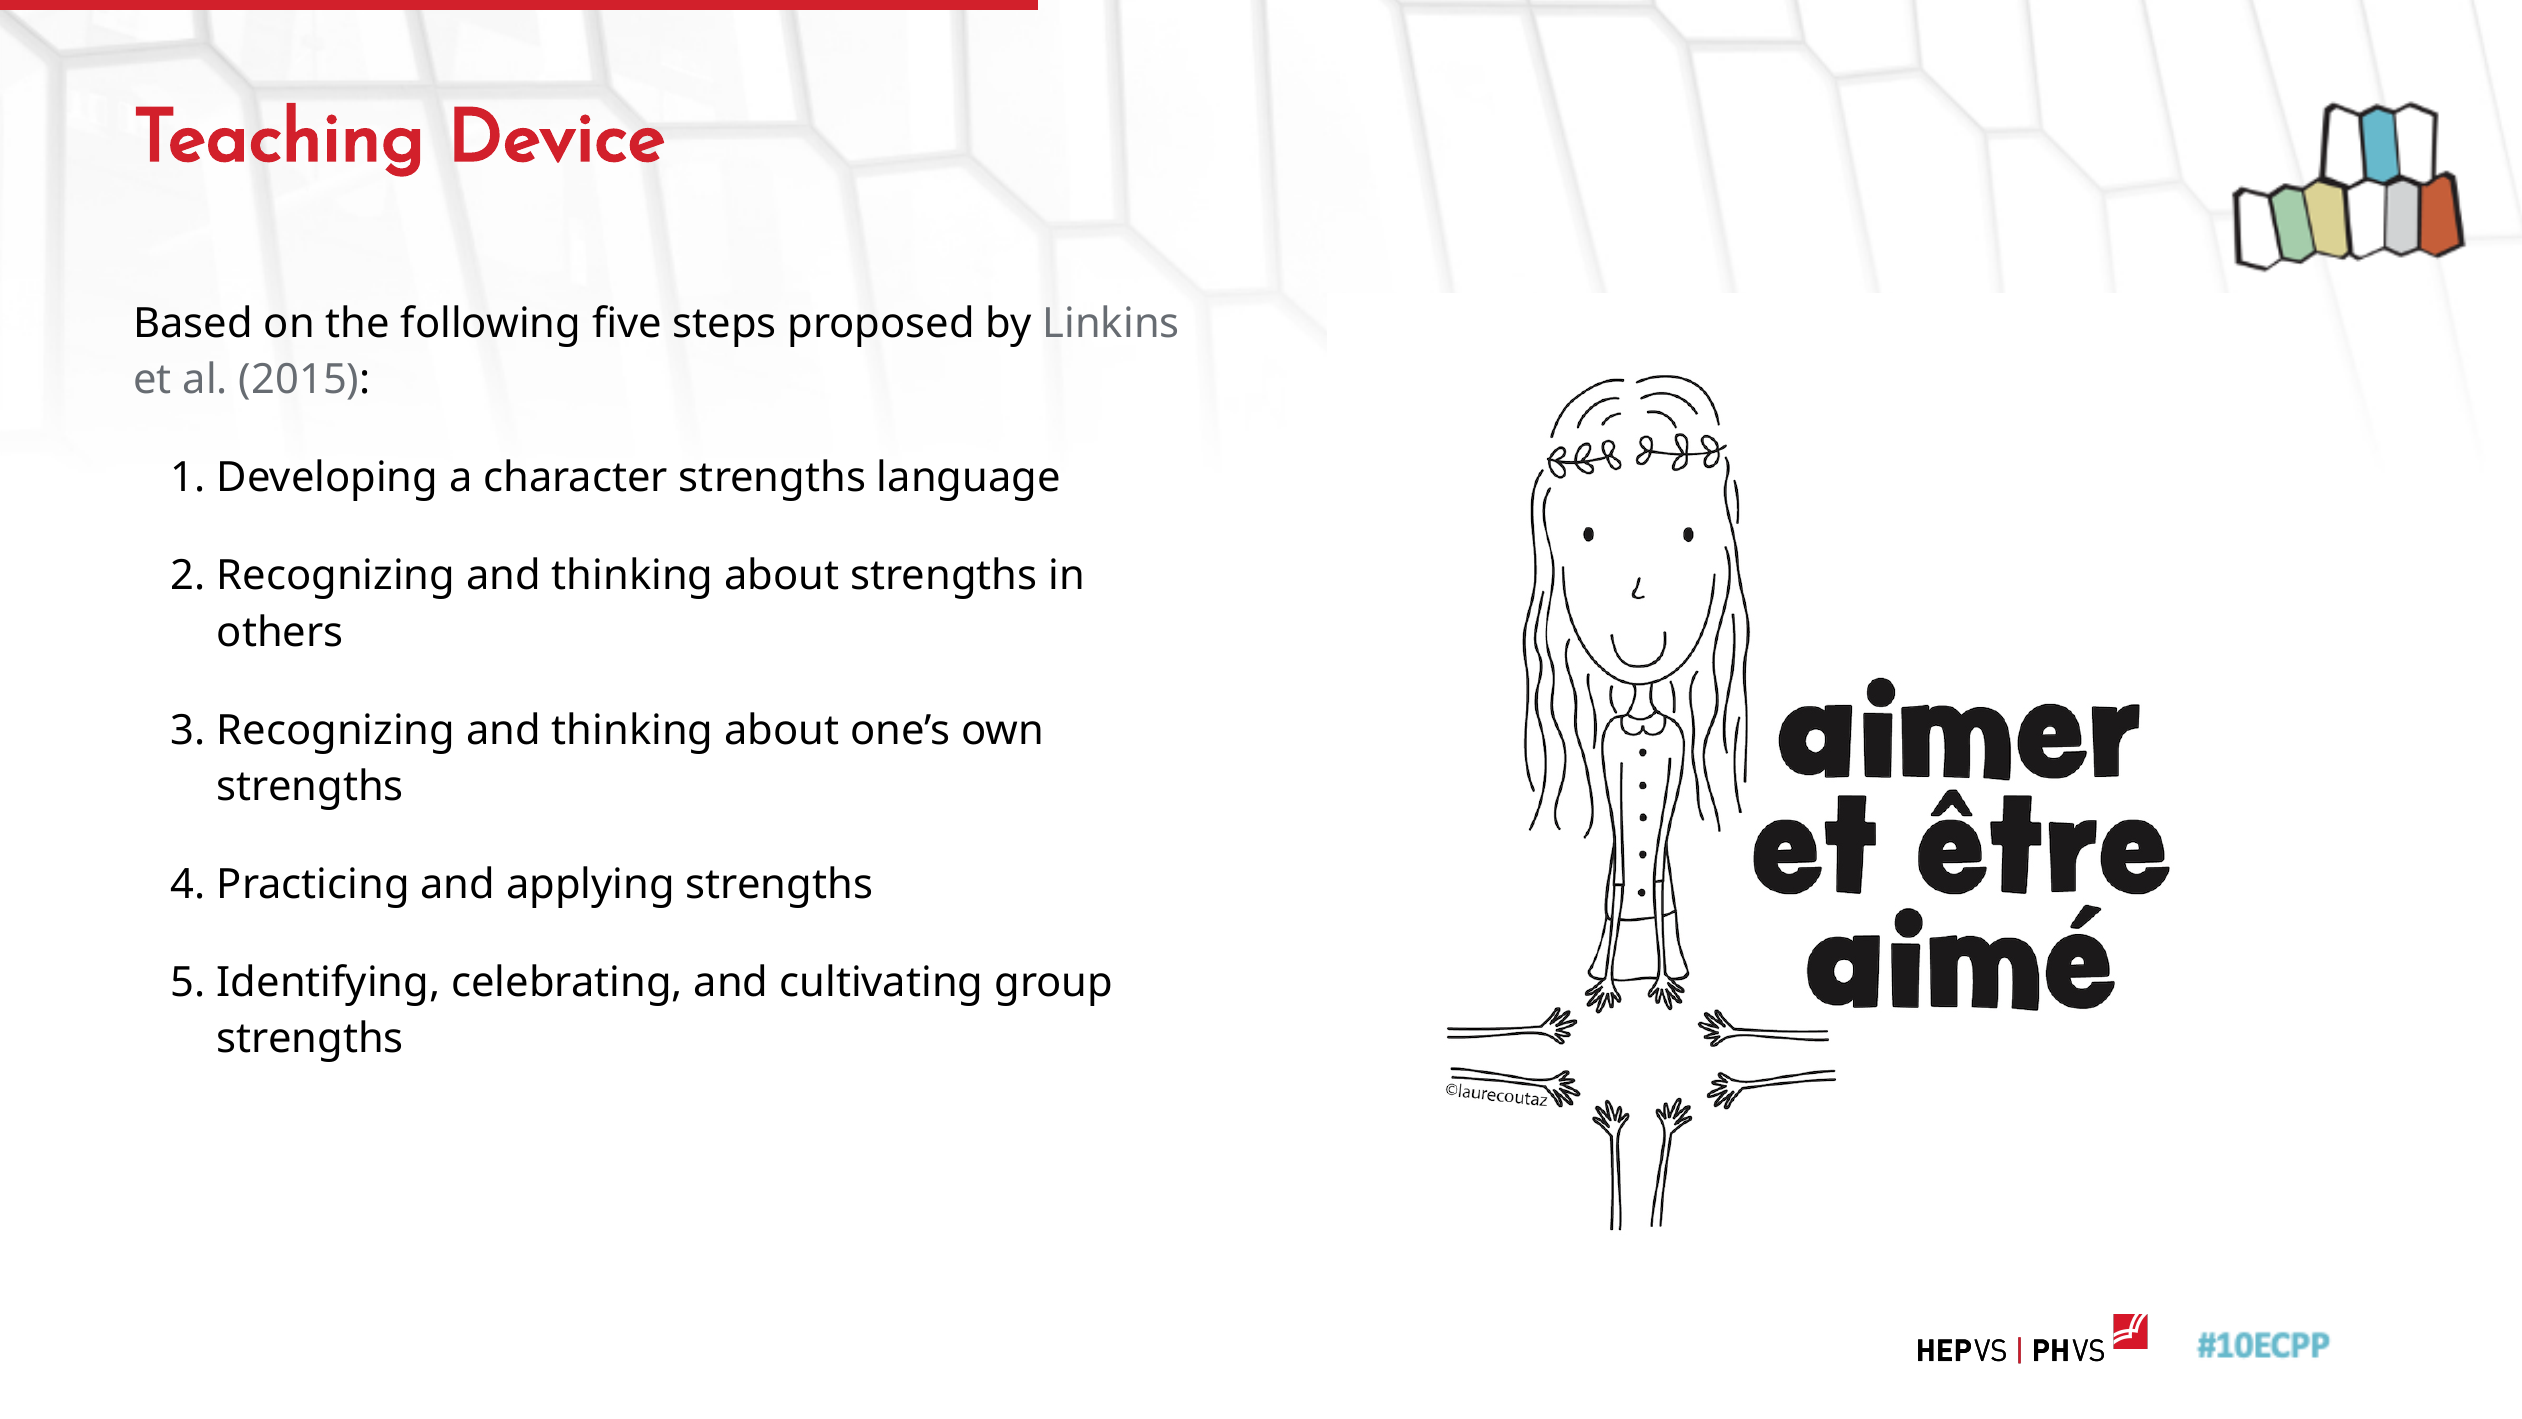 Teaching Device
Based on the following five steps proposed by Linkins
et al. (2015):
1. Developing a character strengths language
2. Recognizing and thinking about strengths in
others
3. Recognizing and thinking about one’s own
strengths
4. Practicing and applying strengths
5. Identifying, celebrating, and cultivating group
strengths
aimer
et être
aimé
©laurecoutaz
HEPVS | PHVS
#10ECPP